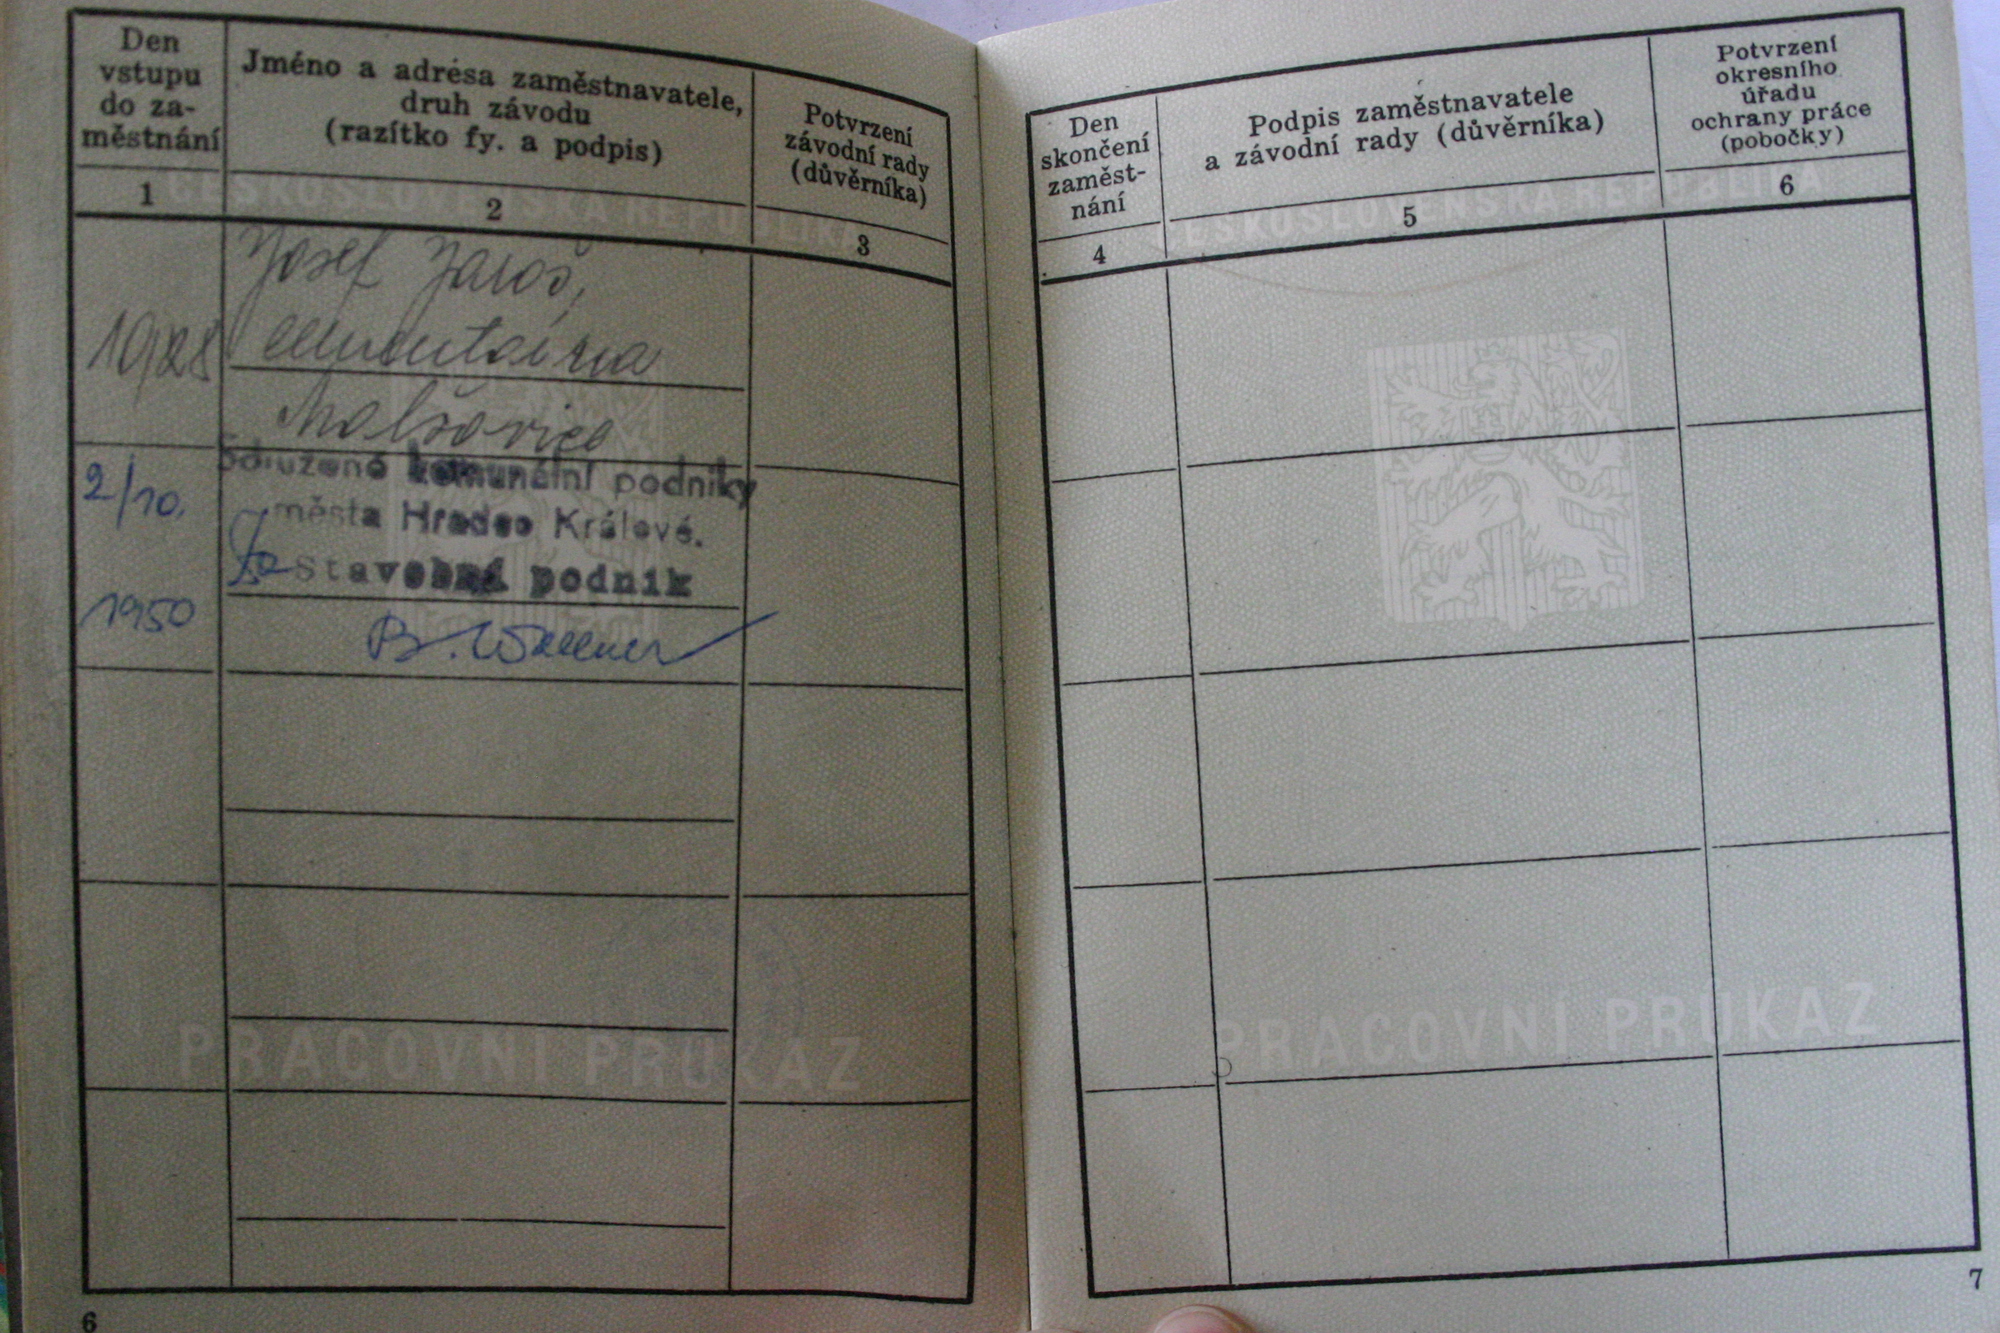 Den
vstupu
do za-
městnání
Jméno a adresa zaměstnavatele,
druh závodu
(razítko fy. a podpis)
Potvrzení
závodní rady
(důvěrníka)
1
2
3
ČESKOSLOVENSKÁ REPUBLIKA
1928
Josef Jaroš,
Malšovice
2/10.
1950
Sdružené komunální podniky
města Hradec Králové.
Stavební podnik
PRACOVNÍ PRŮKAZ
6
Den
skončení
zaměst-
nání
Podpis zaměstnavatele
a závodní rady (důvěrníka)
Potvrzení
okresního
úřadu
ochrany práce
(pobočky)
4
5
6
ČESKOSLOVENSKÁ REPUBLIKA
PRACOVNÍ PRŮKAZ
7